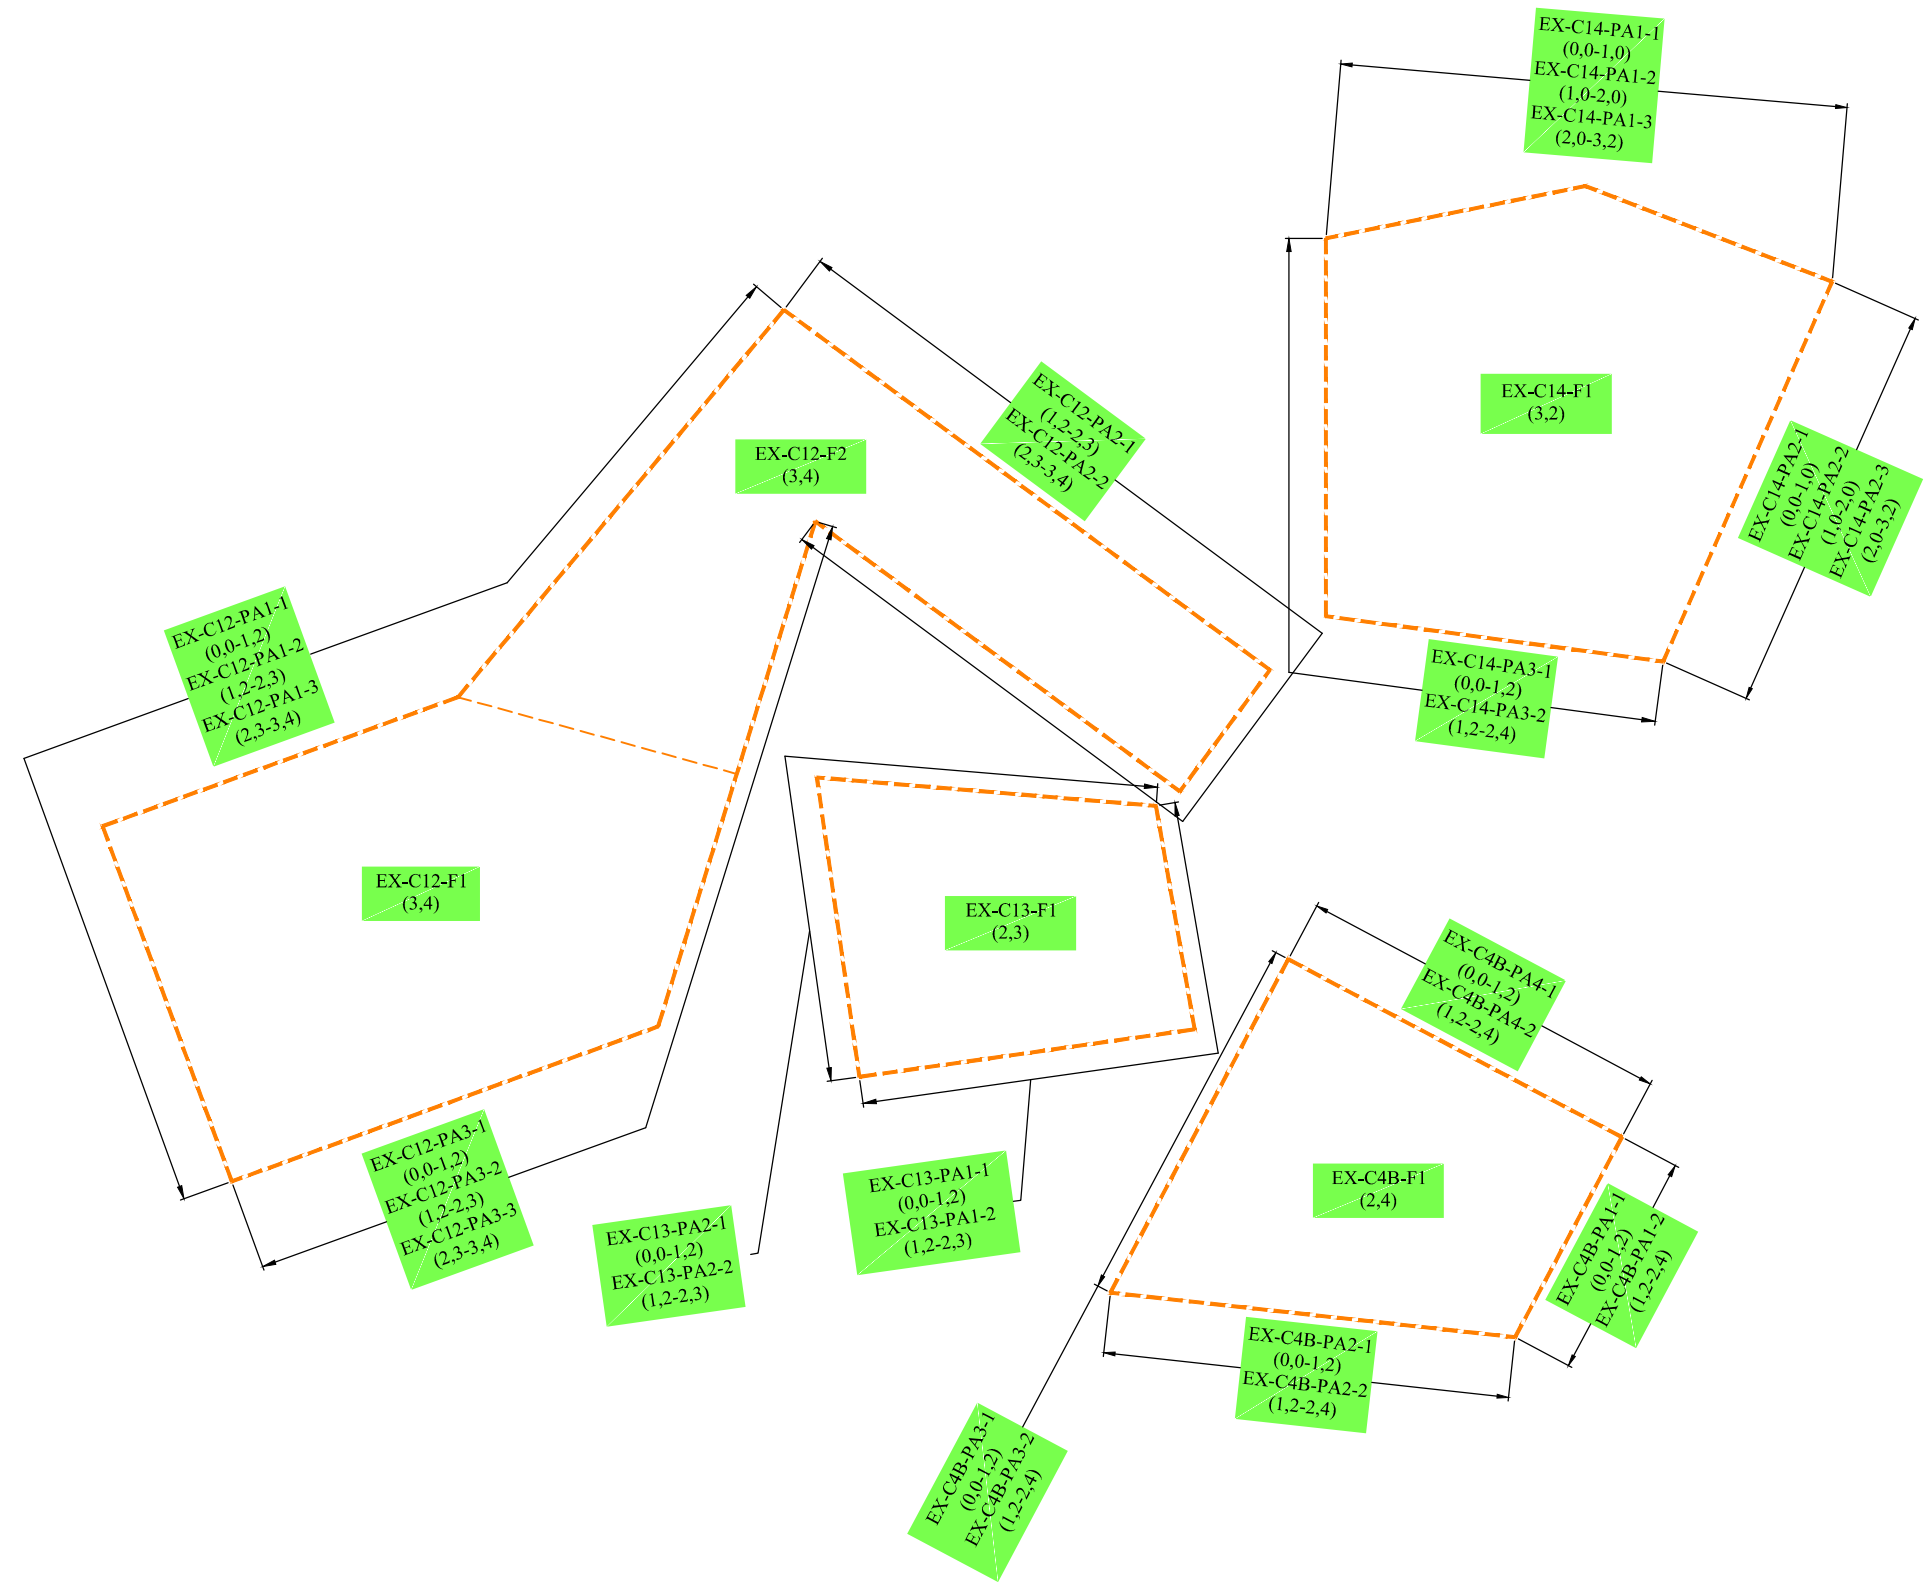 EX-C14-PA1-1
(0,0-1,0)
EX-C14-PA1-2
(1,0-2,0)
EX-C14-PA1-3
(2,0-3,2)
EX-C14-F1
(3,2)
EX-C14-PA2-1
(0,0-1,0)
EX-C14-PA2-2
(1,0-2,0)
EX-C14-PA2-3
(2,0-3,2)
EX-C14-PA3-1
(0,0-1,2)
EX-C14-PA3-2
(1,2-2,4)
EX-C12-PA2-1
(1,2-2,3)
EX-C12-PA2-2
(2,3-3,4)
EX-C12-F2
(3,4)
EX-C12-PA1-1
(0,0-1,2)
EX-C12-PA1-2
(1,2-2,3)
EX-C12-PA1-3
(2,3-3,4)
EX-C12-F1
(3,4)
EX-C13-F1
(2,3)
EX-C12-PA3-1
(0,0-1,2)
EX-C12-PA3-2
(1,2-2,3)
EX-C12-PA3-3
(2,3-3,4)
EX-C13-PA2-1
(0,0-1,2)
EX-C13-PA2-2
(1,2-2,3)
EX-C13-PA1-1
(0,0-1,2)
EX-C13-PA1-2
(1,2-2,3)
EX-C4B-PA4-1
(0,0-1,2)
EX-C4B-PA4-2
(1,2-2,4)
EX-C4B-F1
(2,4)
EX-C4B-PA1-1
(0,0-1,2)
EX-C4B-PA1-2
(1,2-2,4)
EX-C4B-PA2-1
(0,0-1,2)
EX-C4B-PA2-2
(1,2-2,4)
EX-C4B-PA3-1
(0,0-1,2)
EX-C4B-PA3-2
(1,2-2,4)